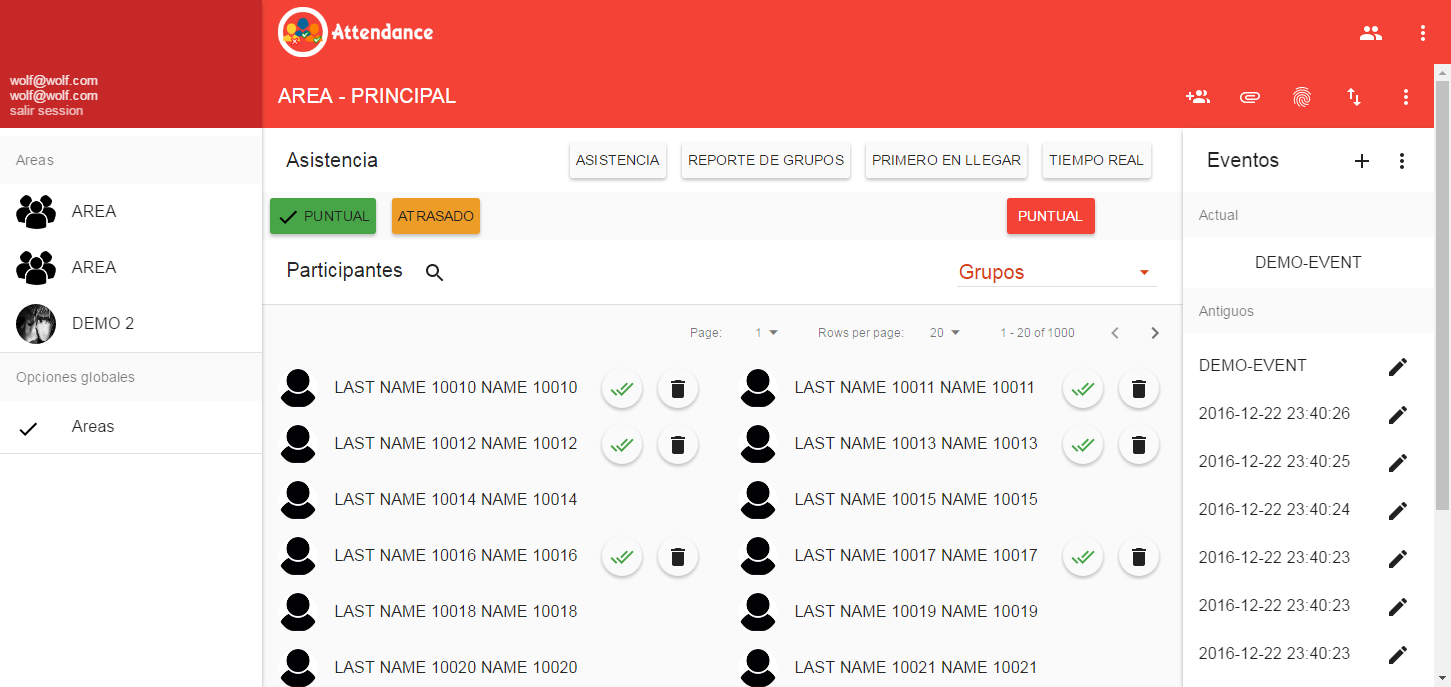 Attendance
wolf@wolf.com
wolf@wolf.com
salir session
AREA - PRINCIPAL
Areas
AREA
AREA
DEMO 2
Opciones globales
Areas
Asistencia
ASISTENCIA
REPORTE DE GRUPOS
PRIMERO EN LLEGAR
TIEMPO REAL
PUNTUAL
ATRASADO
PUNTUAL
Participantes
Grupos
Page: 1 Rows per page: 20 1 - 20 of 1000
LAST NAME 10010 NAME 10010
LAST NAME 10011 NAME 10011
LAST NAME 10012 NAME 10012
LAST NAME 10013 NAME 10013
LAST NAME 10014 NAME 10014
LAST NAME 10015 NAME 10015
LAST NAME 10016 NAME 10016
LAST NAME 10017 NAME 10017
LAST NAME 10018 NAME 10018
LAST NAME 10019 NAME 10019
LAST NAME 10020 NAME 10020
LAST NAME 10021 NAME 10021
Eventos
Actual
DEMO-EVENT
Antiguos
DEMO-EVENT
2016-12-22 23:40:26
2016-12-22 23:40:25
2016-12-22 23:40:24
2016-12-22 23:40:23
2016-12-22 23:40:23
2016-12-22 23:40:23